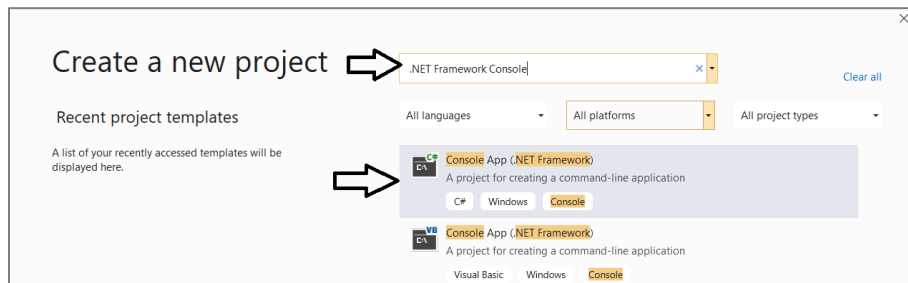 Create a new project
.NET Framework Console
Clear all
Recent project templates
All languages
All platforms
All project types
A list of your recently accessed templates will be
displayed here.
C#
C:\
Console App (.NET Framework)
A project for creating a command-line application
C#
Windows
Console
VB
C:\
Console App (.NET Framework)
A project for creating a command-line application
Visual Basic
Windows
Console